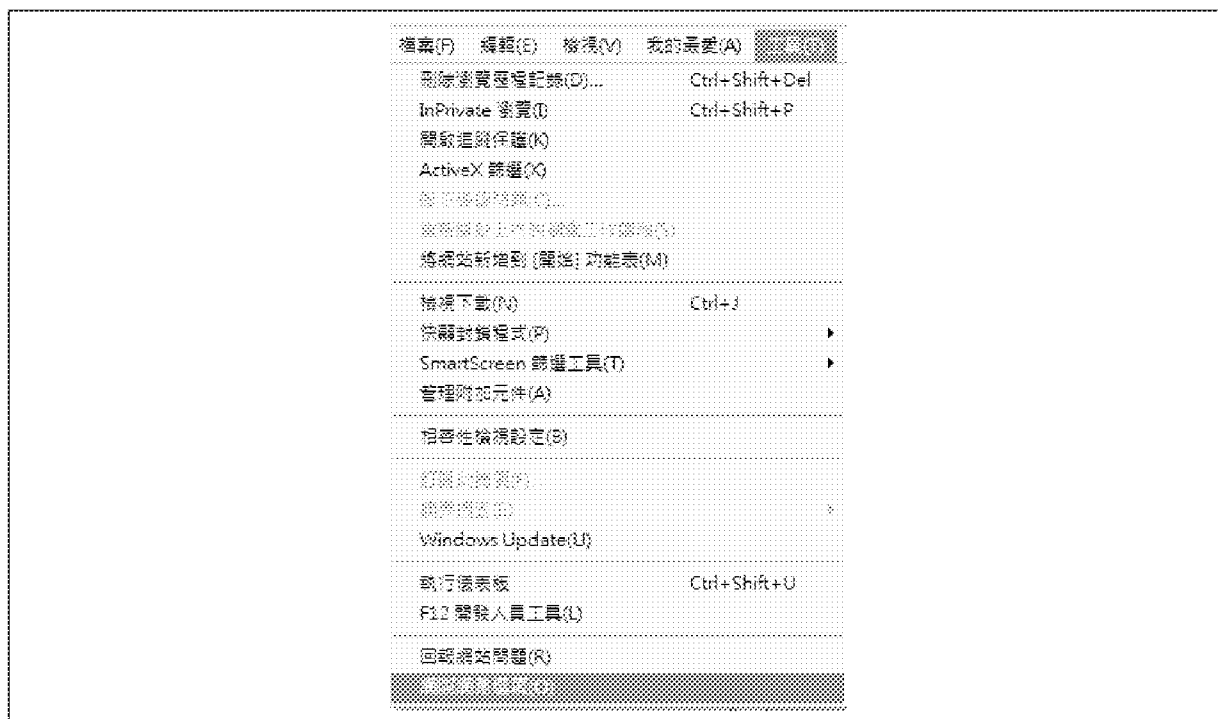 檔案(F) 編輯(E) 檢視(V) 我的最愛(A)
刪除瀏覽歷程記錄(D)... Ctrl+Shift+Del
InPrivate 瀏覽(I) Ctrl+Shift+P
開啟追蹤保護(K)
ActiveX 篩選(X)
將網站新增到 [開始] 功能表(M)
檢視下載(N) Ctrl+J
快顯封鎖程式(P)
SmartScreen 篩選工具(T)
管理附加元件(A)
相容性檢視設定(B)
Windows Update(U)
執行儀表板 Ctrl+Shift+U
F12 開發人員工具(L)
回報網站問題(R)